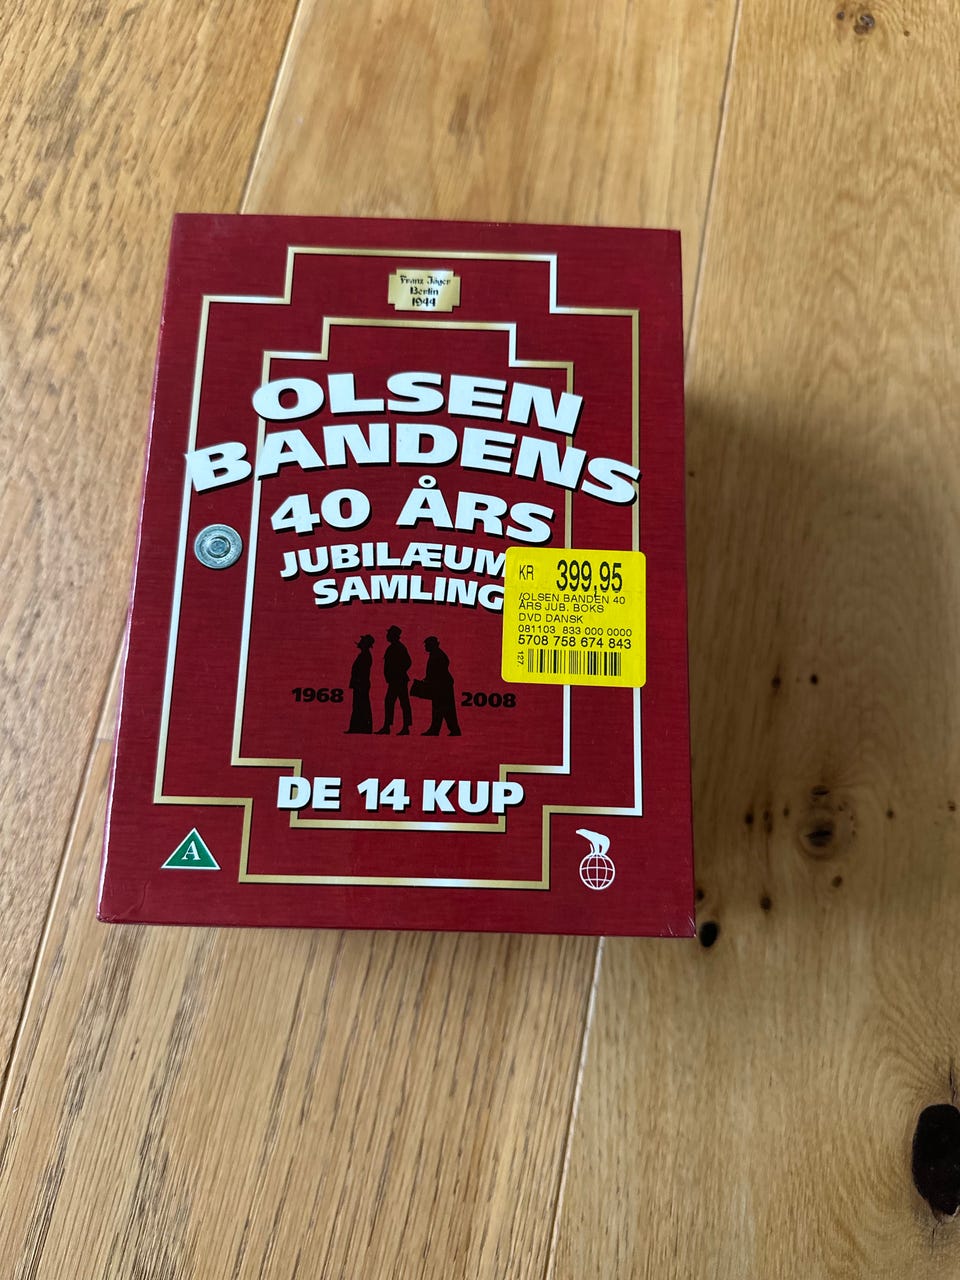 Franz Jäger
Berlin
1944
OLSEN
BANDENS
40 ÅRS
JUBILÆUM
SAMLING
KR 399,95
/OLSEN BANDEN 40
ÅRS JUB. BOKS
DVD DANSK
081103 833 000 0000
5708 758 674 843
127
1968
2008
DE 14 KUP
A